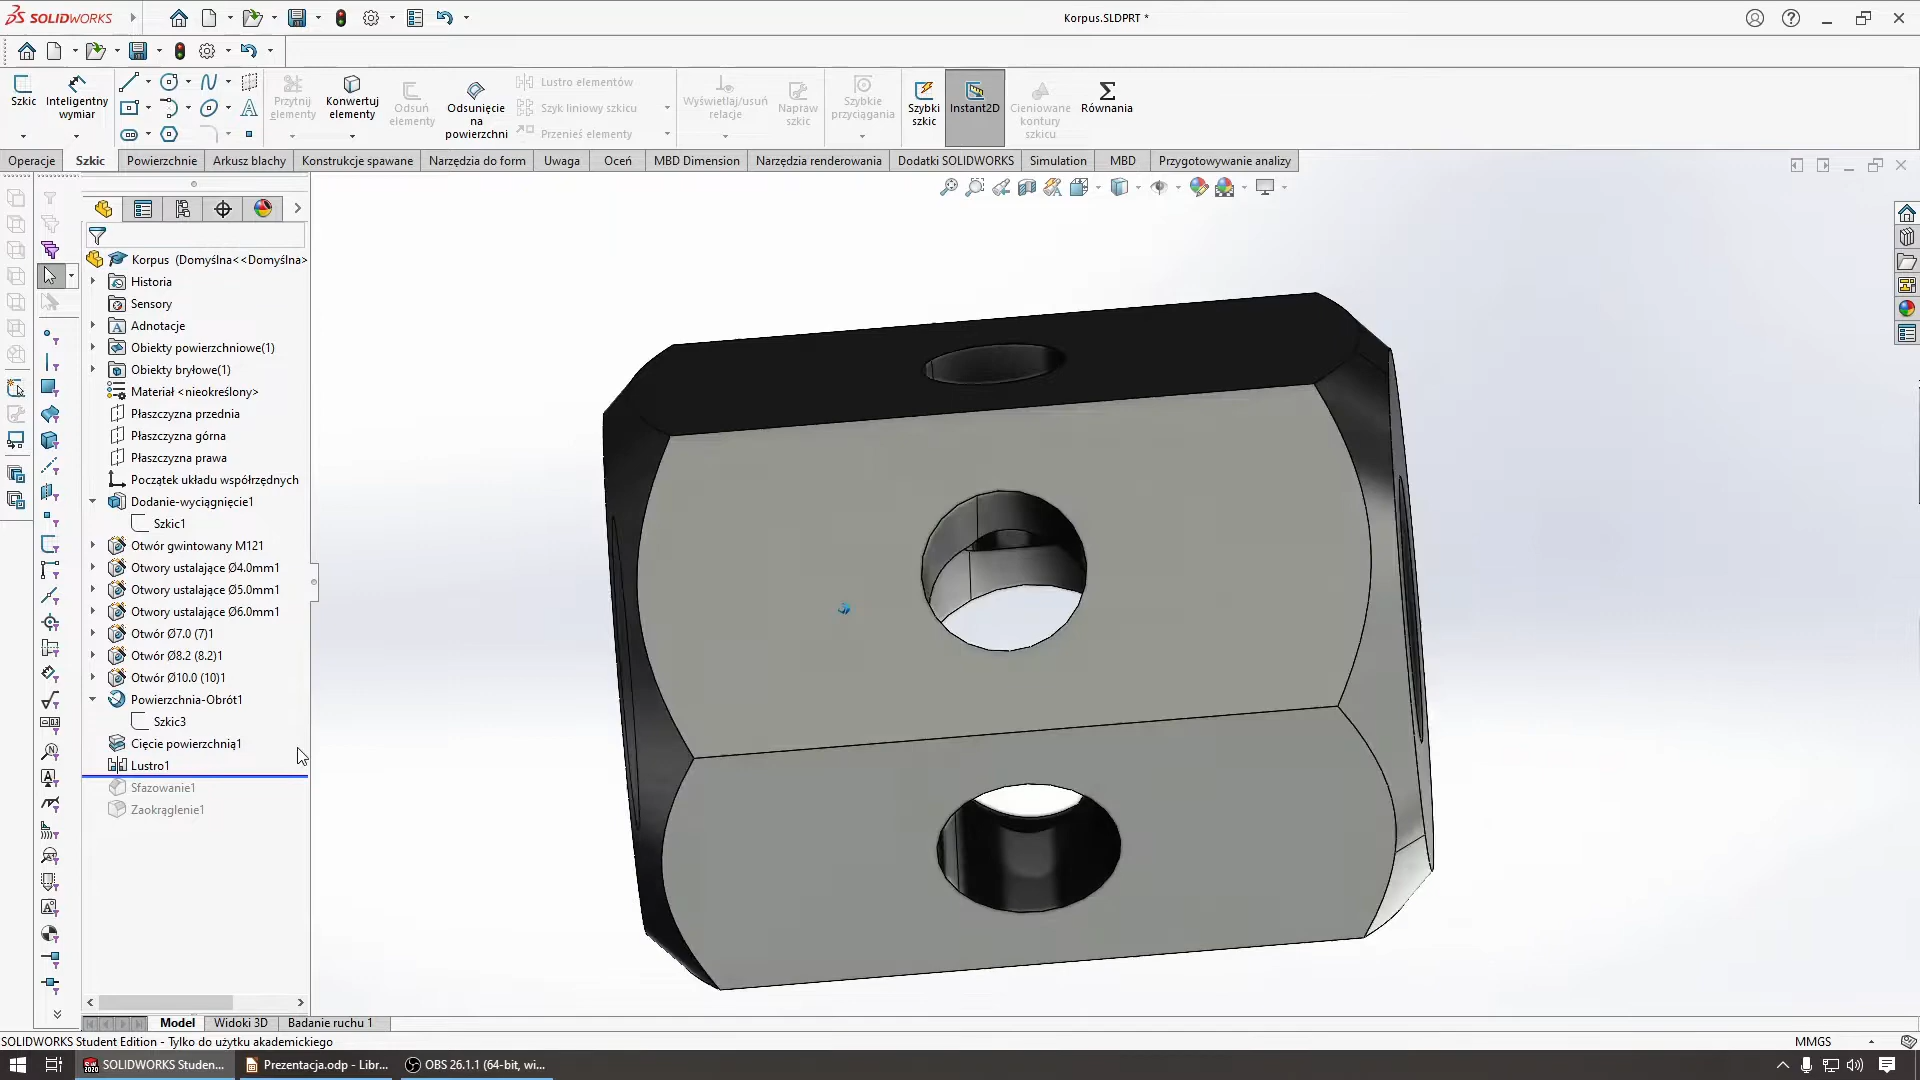 SOLIDWORKS
Korpus.SLDPRT *
Szkic
Inteligentny wymiar
Przytnij elementy
Konwertuj elementy
Odsuń elementy
Odsunięcie na powierzchni
Lustro elementów
Szyk liniowy szkicu
Przenieś elementy
Wyświetlaj/usuń relacje
Napraw szkic
Szybkie przyciągania
Szybki szkic
Instant2D
Cieniowane kontury szkicu
Równania
Operacje
Szkic
Powierzchnie
Arkusz blachy
Konstrukcje spawane
Narzędzia do form
Uwaga
Oceń
MBD Dimension
Narzędzia renderowania
Dodatki SOLIDWORKS
Simulation
MBD
Przygotowywanie analizy
Korpus (Domyślna<<Domyślna>
Historia
Sensory
Adnotacje
Obiekty powierzchniowe(1)
Obiekty bryłowe(1)
Materiał <nieokreślony>
Płaszczyzna przednia
Płaszczyzna górna
Płaszczyzna prawa
Początek układu współrzędnych
Dodanie-wyciągnięcie1
Szkic1
Otwór gwintowany M121
Otwory ustalające Ø4.0mm1
Otwory ustalające Ø5.0mm1
Otwory ustalające Ø6.0mm1
Otwór Ø7.0 (7)1
Otwór Ø8.2 (8.2)1
Otwór Ø10.0 (10)1
Powierzchnia-Obrót1
Szkic3
Cięcie powierzchnią1
Lustro1
Sfazowanie1
Zaokrąglenie1
Model
Widoki 3D
Badanie ruchu 1
SOLIDWORKS Student Edition - Tylko do użytku akademickiego
MMGS
SOLIDWORKS Studen...
Prezentacja.odp - Libr...
OBS 26.1.1 (64-bit, wi...